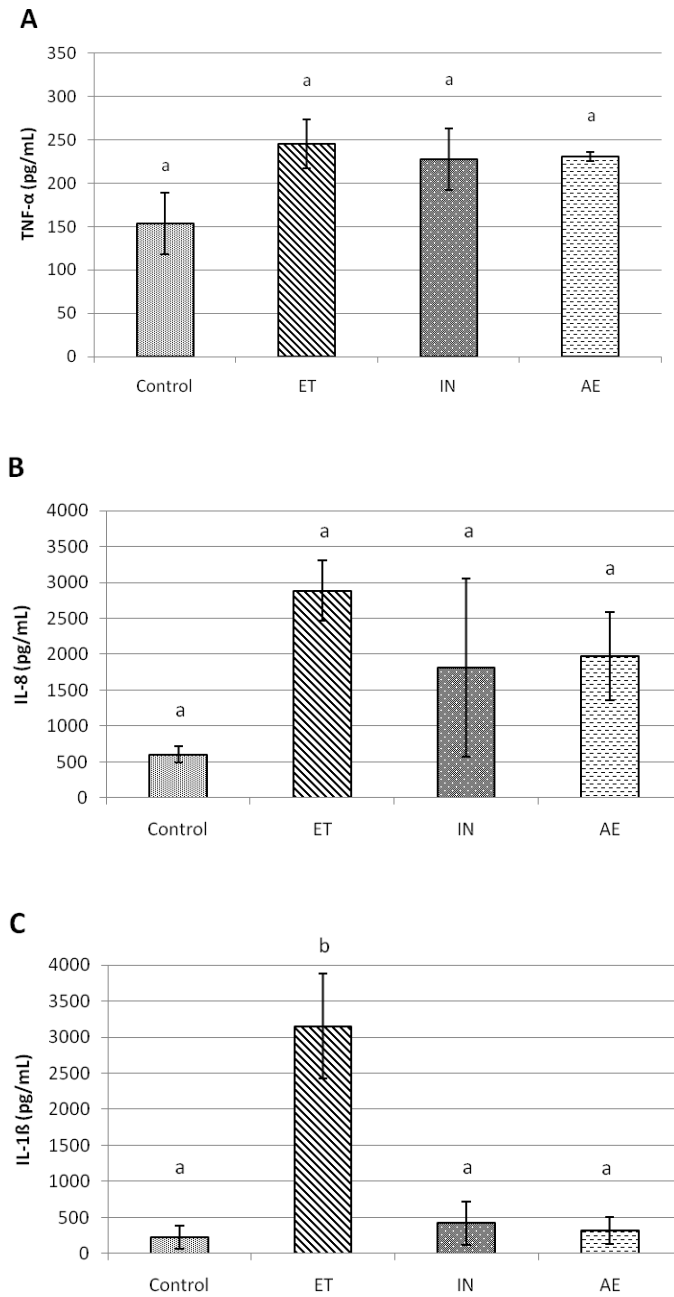 A
TNF-α (pg/mL)
350
300
250
200
150
100
50
0
a
a
a
a
Control
ET
IN
AE
B
IL-8 (pg/mL)
4000
3500
3000
2500
2000
1500
1000
500
0
a
a
a
a
Control
ET
IN
AE
C
IL-1ß (pg/mL)
4000
3500
3000
2500
2000
1500
1000
500
0
a
b
a
a
Control
ET
IN
AE